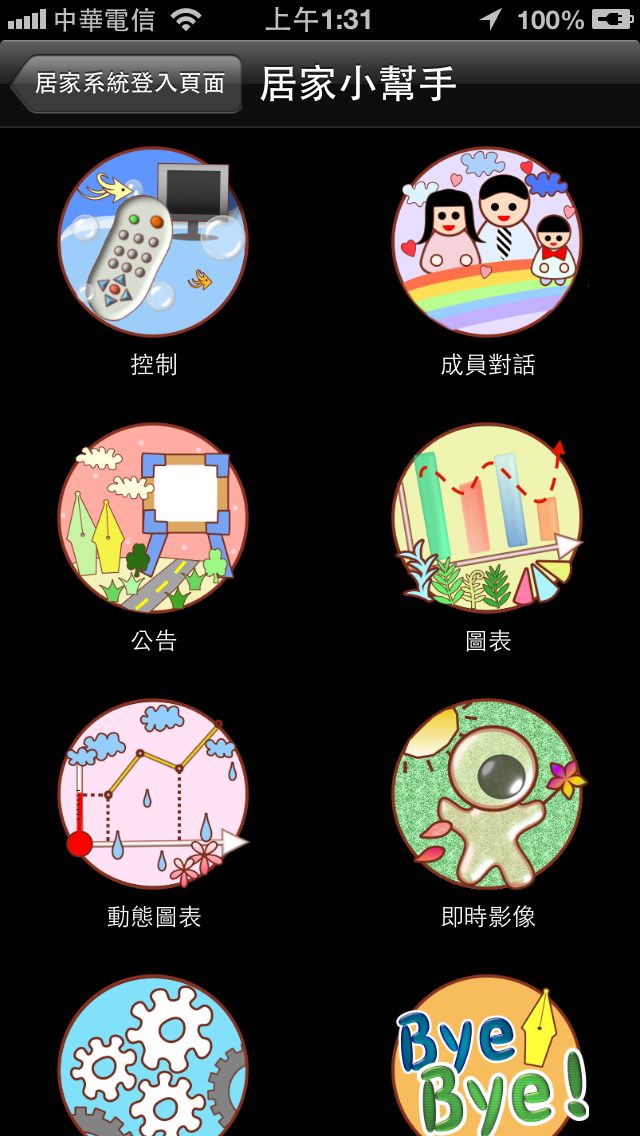 中華電信 上午1:31 100%
居家系統登入頁面 居家小幫手
控制 成員對話
公告 圖表
動態圖表 即時影像
Bye
Bye!